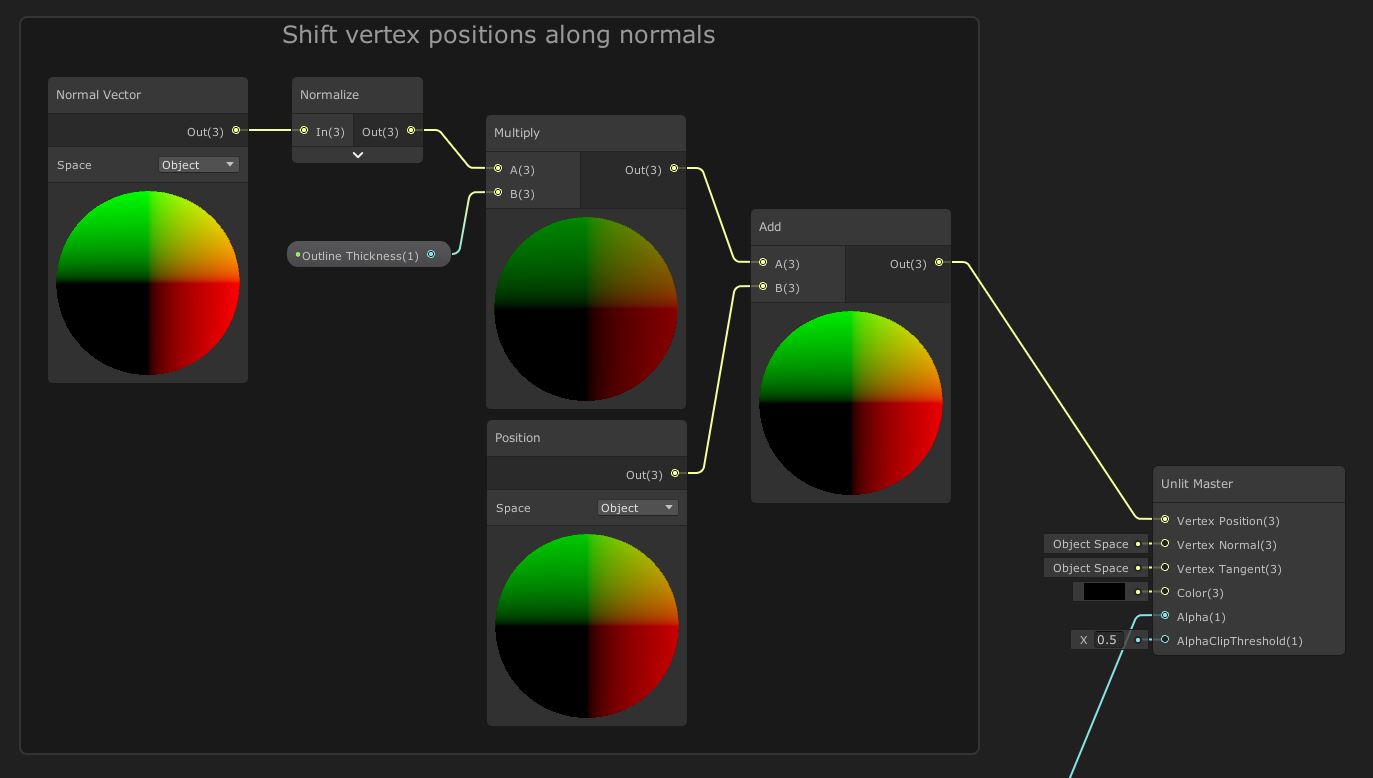 Shift vertex positions along normals
Normal Vector
Out(3)
Space Object
Normalize
In(3) Out(3)
Outline Thickness(1)
Multiply
A(3) Out(3)
B(3)
Position
Out(3)
Space Object
Add
A(3) Out(3)
B(3)
Unlit Master
Vertex Position(3)
Object Space Vertex Normal(3)
Object Space Vertex Tangent(3)
Color(3)
Alpha(1)
X 0.5 AlphaClipThreshold(1)